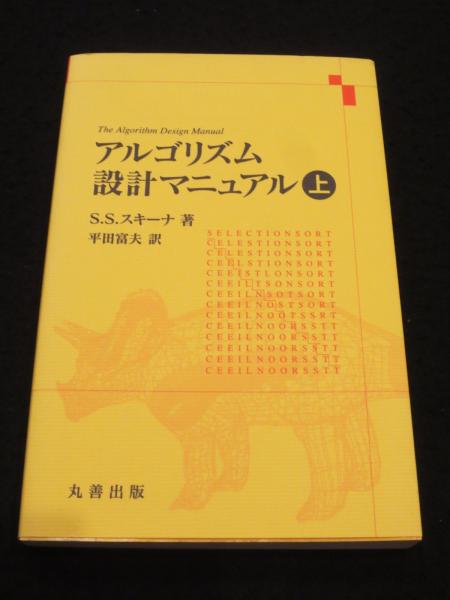 The Algorithm Design Manual
アルゴリズム
設計マニュアル 上
S.S.スキーナ 著
平田富夫 訳
SELECTIONSORT
CELESTIONSORT
CELESTIONSORT
CEELSTIONSORT
CEEISTLONSORT
CEEILTSONSORT
CEEILNSOTSORT
CEEILNOSTSORT
CEEILNOOTSSRT
CEEILNOORSSTT
CEEILNOORSSTT
CEEILNOORSSTT
CEEILNOORSSTT
CEEILNOORSSTT
丸善出版